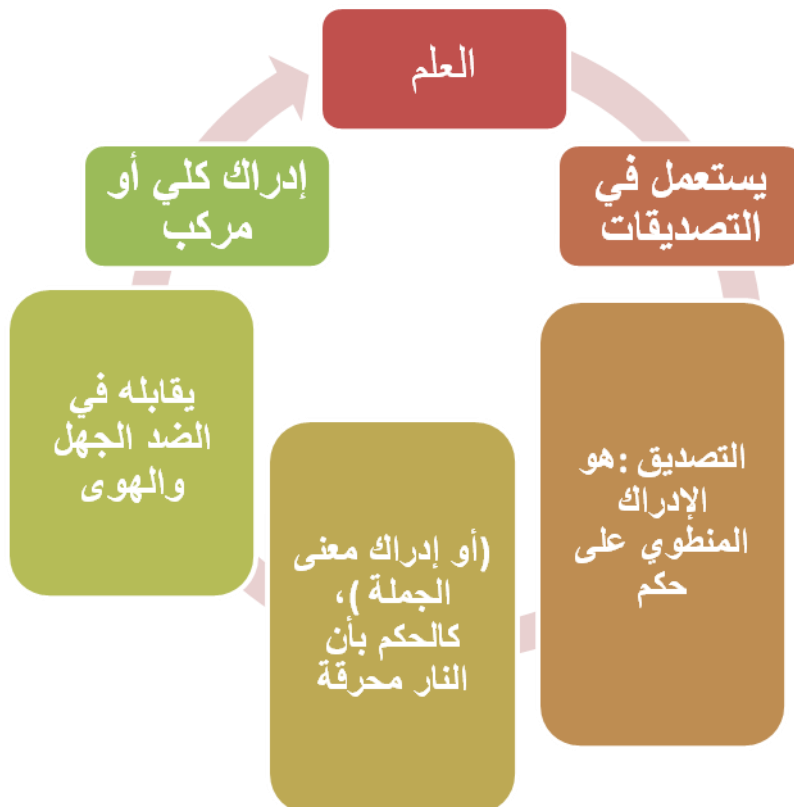 العلم
يستعمل في
التصديقات
التصديق : هو
الإدراك
المنطوي على
حكم
(أو إدراك معنى
الجملة )،
كالحكم بأن
النار محرقة
يقابله في
الضد الجهل
والهوى
إدراك كلي أو
مركب